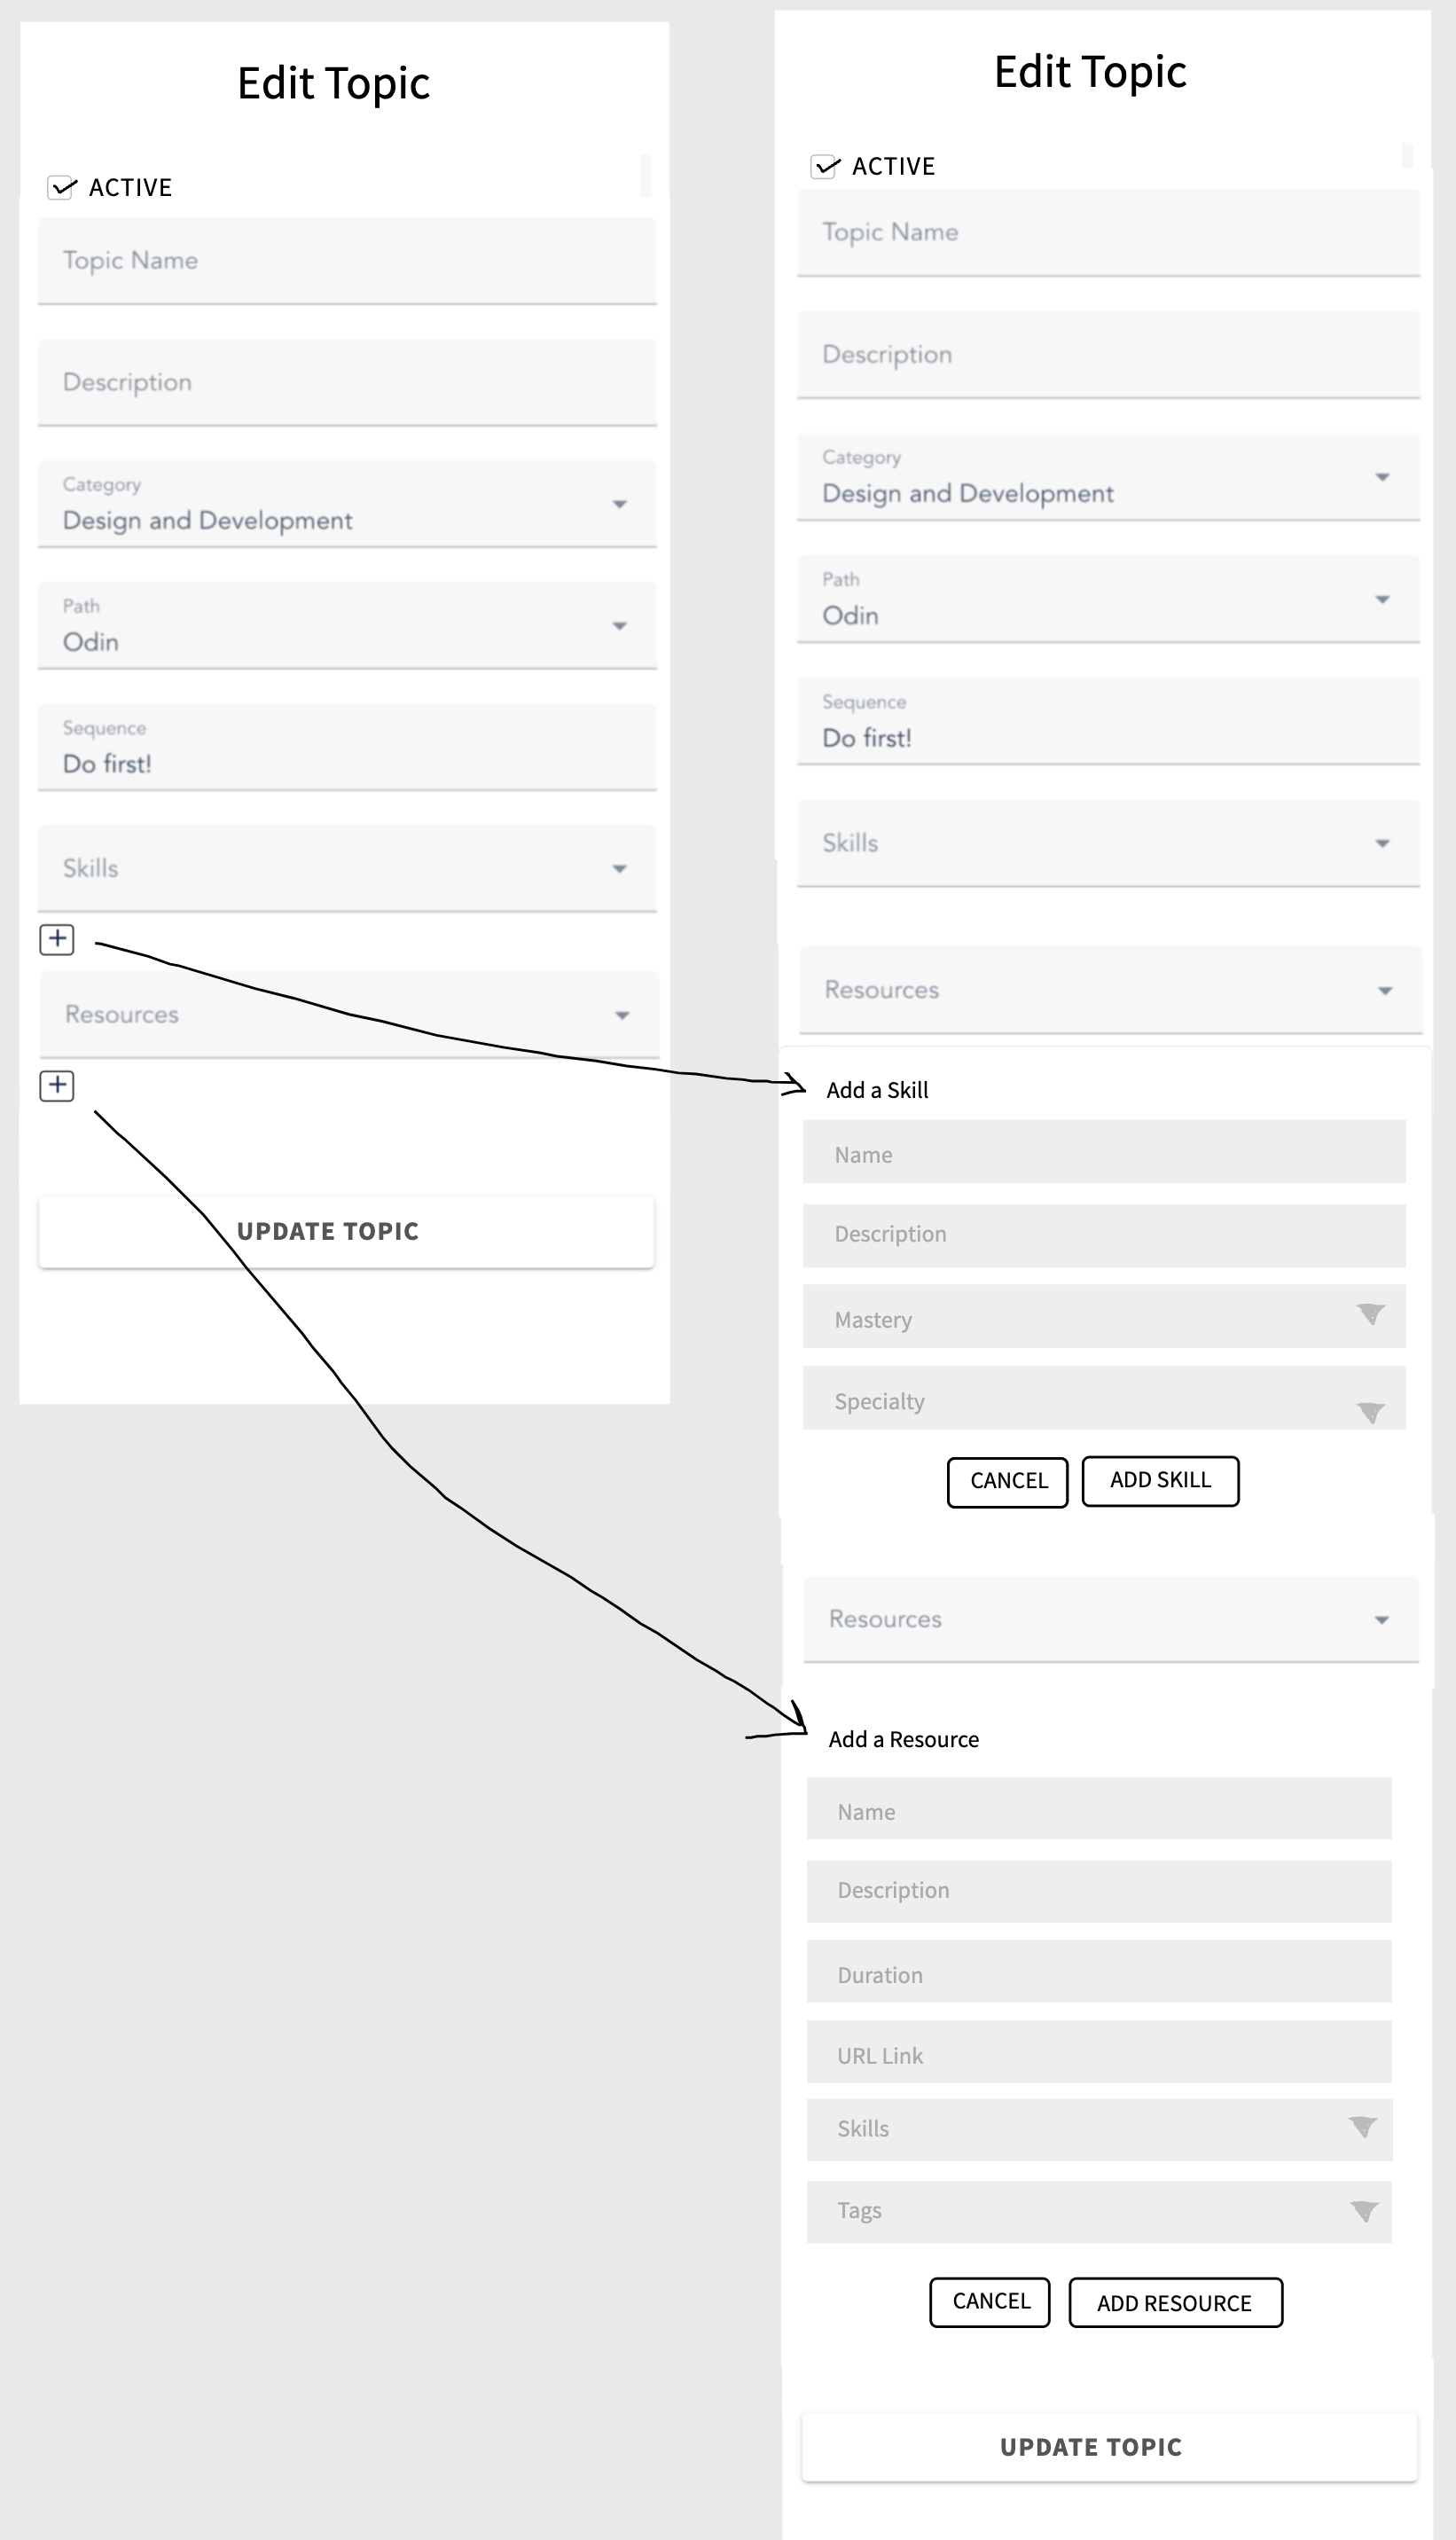 Edit Topic
ACTIVE
Topic Name
Description
Category
Design and Development
Path
Odin
Sequence
Do first!
Skills
+
Resources
+
UPDATE TOPIC
Edit Topic
ACTIVE
Topic Name
Description
Category
Design and Development
Path
Odin
Sequence
Do first!
Skills
Resources
Add a Skill
Name
Description
Mastery
Specialty
CANCEL
ADD SKILL
Resources
Add a Resource
Name
Description
Duration
URL Link
Skills
Tags
CANCEL
ADD RESOURCE
UPDATE TOPIC